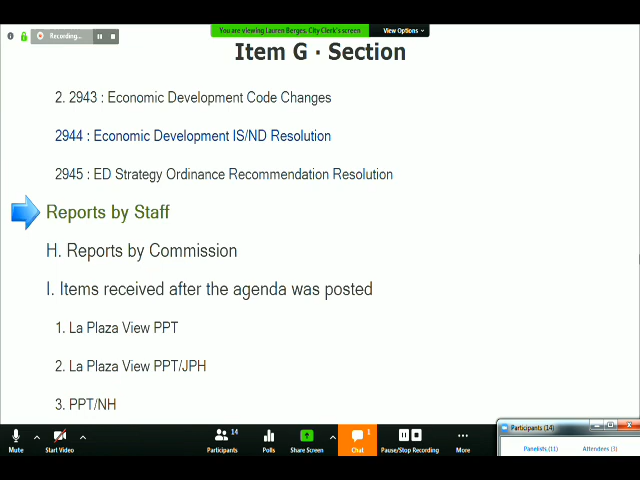 You are viewing Lauren Berges, City Clerk's screen
View Options
Recording...
Item G · Section
2. 2943 : Economic Development Code Changes
2944 : Economic Development IS/ND Resolution
2945 : ED Strategy Ordinance Recommendation Resolution
Reports by Staff
H. Reports by Commission
I. Items received after the agenda was posted
1. La Plaza View PPT
2. La Plaza View PPT/JPH
3. PPT/NH
Participants (14)
Panelists (11)
Attendees (3)
14
1
Mute
Start Video
Participants
Polls
Share Screen
Chat
Pause/Stop Recording
More